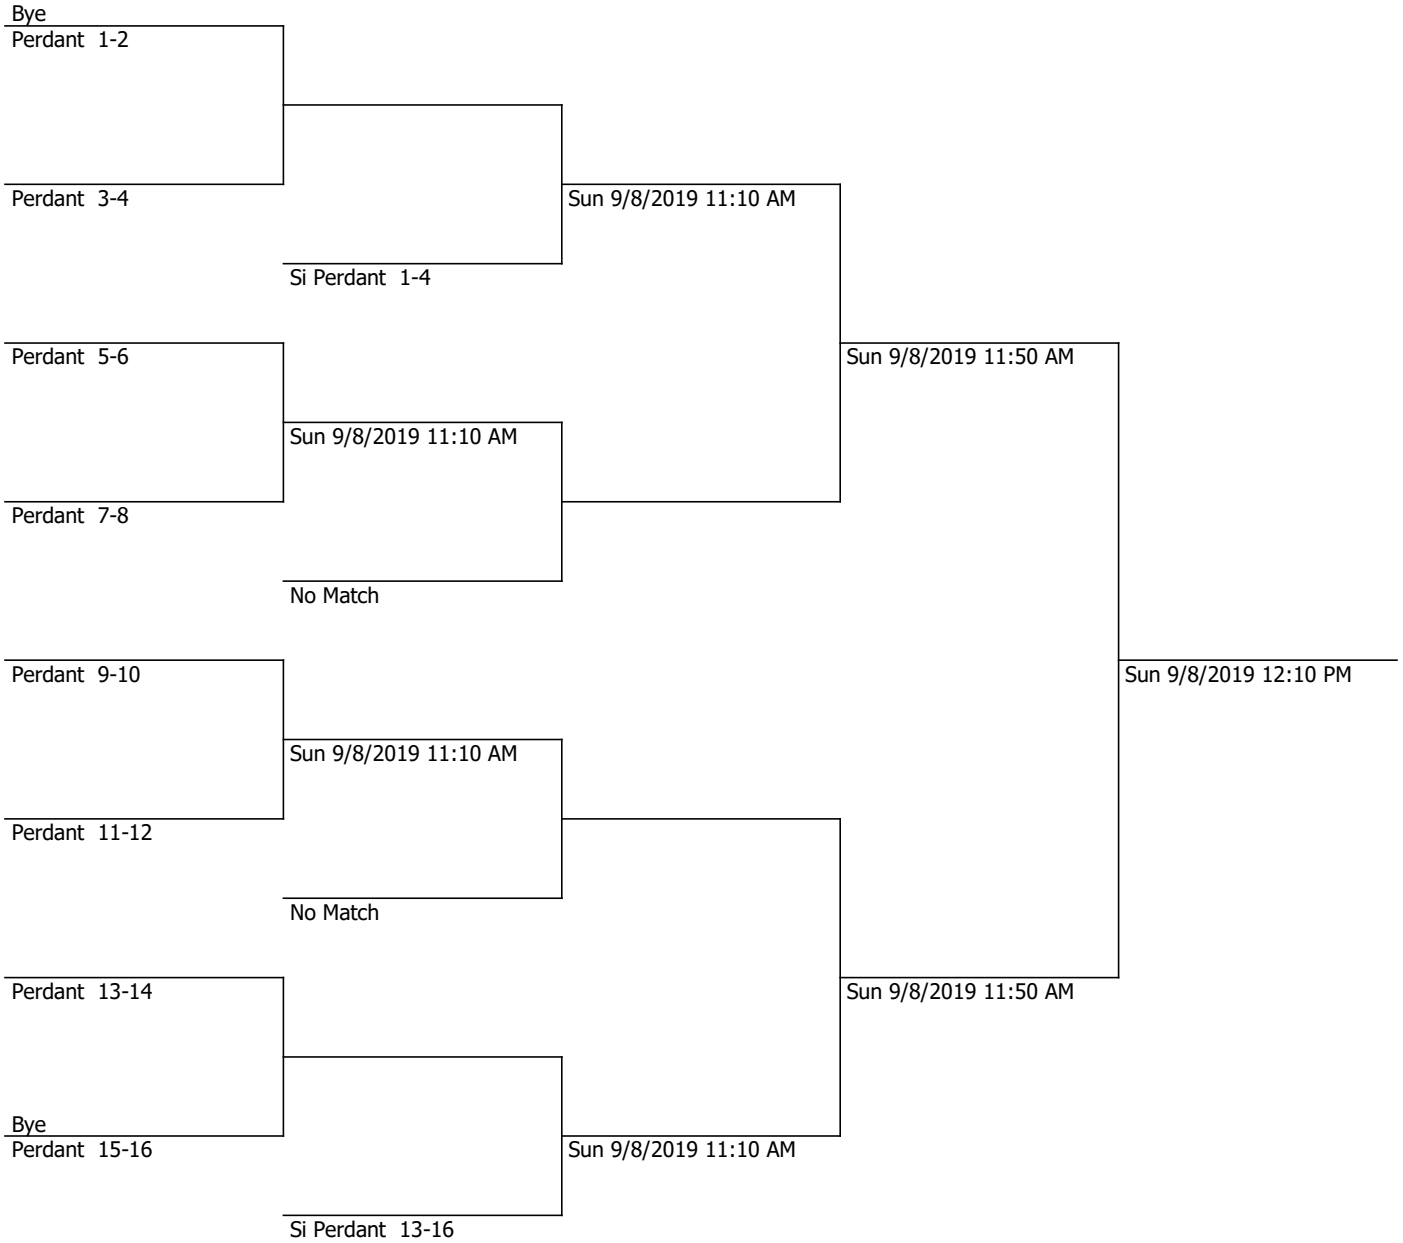 Bye
Perdant 1-2
Perdant 3-4
Sun 9/8/2019 11:10 AM
Si Perdant 1-4
Perdant 5-6
Sun 9/8/2019 11:50 AM
Sun 9/8/2019 11:10 AM
Perdant 7-8
No Match
Perdant 9-10
Sun 9/8/2019 12:10 PM
Sun 9/8/2019 11:10 AM
Perdant 11-12
No Match
Perdant 13-14
Sun 9/8/2019 11:50 AM
Bye
Perdant 15-16
Sun 9/8/2019 11:10 AM
Si Perdant 13-16